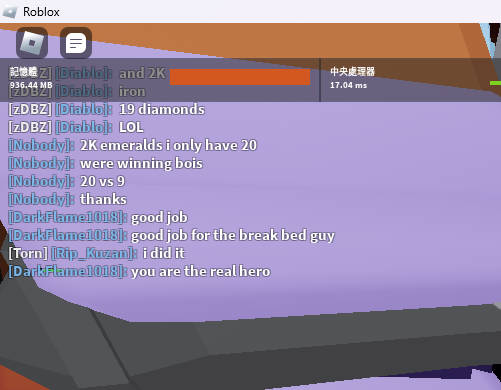 Roblox
記憶體
936.44 MB
中央處理器
17.04 ms
[zDBZ] [Diablo]: and 2K
[zDBZ] [Diablo]: iron
[zDBZ] [Diablo]: 19 diamonds
[zDBZ] [Diablo]: LOL
[Nobody]: 2K emeralds i only have 20
[Nobody]: were winning bois
[Nobody]: 20 vs 9
[Nobody]: thanks
[DarkFlame1018]: good job
[DarkFlame1018]: good job for the break bed guy
[Torn] [Rip_Kuzan]: i did it
[DarkFlame1018]: you are the real hero